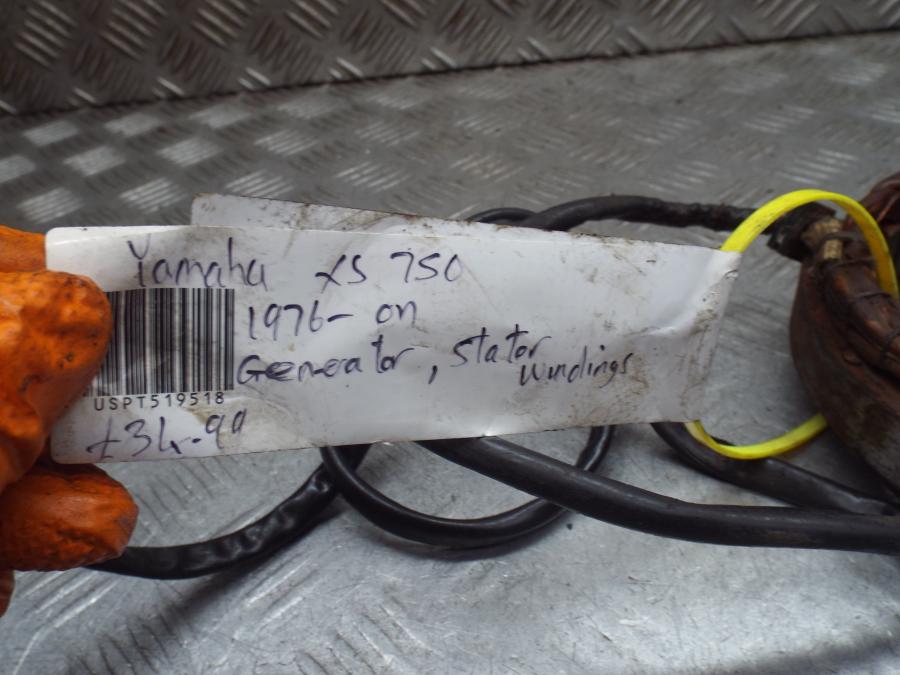 Yamaha XS 750
1976- on
Generator, Stator
windings
USPT519518
£34.99